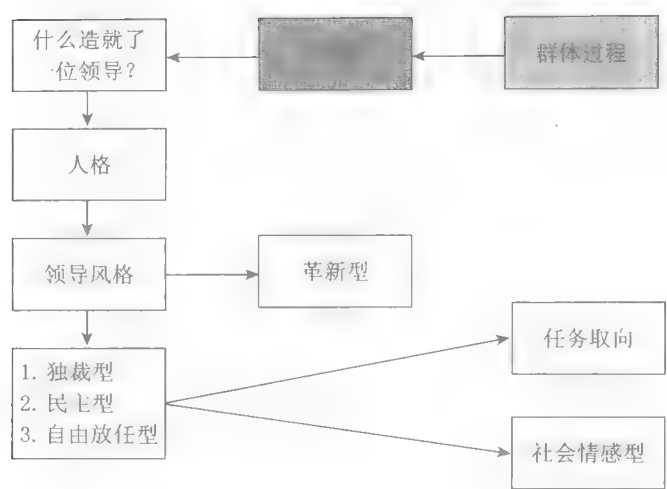 什么造就了
一位领导？
群体过程
人格
领导风格
革新型
1. 独裁型
2. 民主型
3. 自由放任型
任务取向
社会情感型